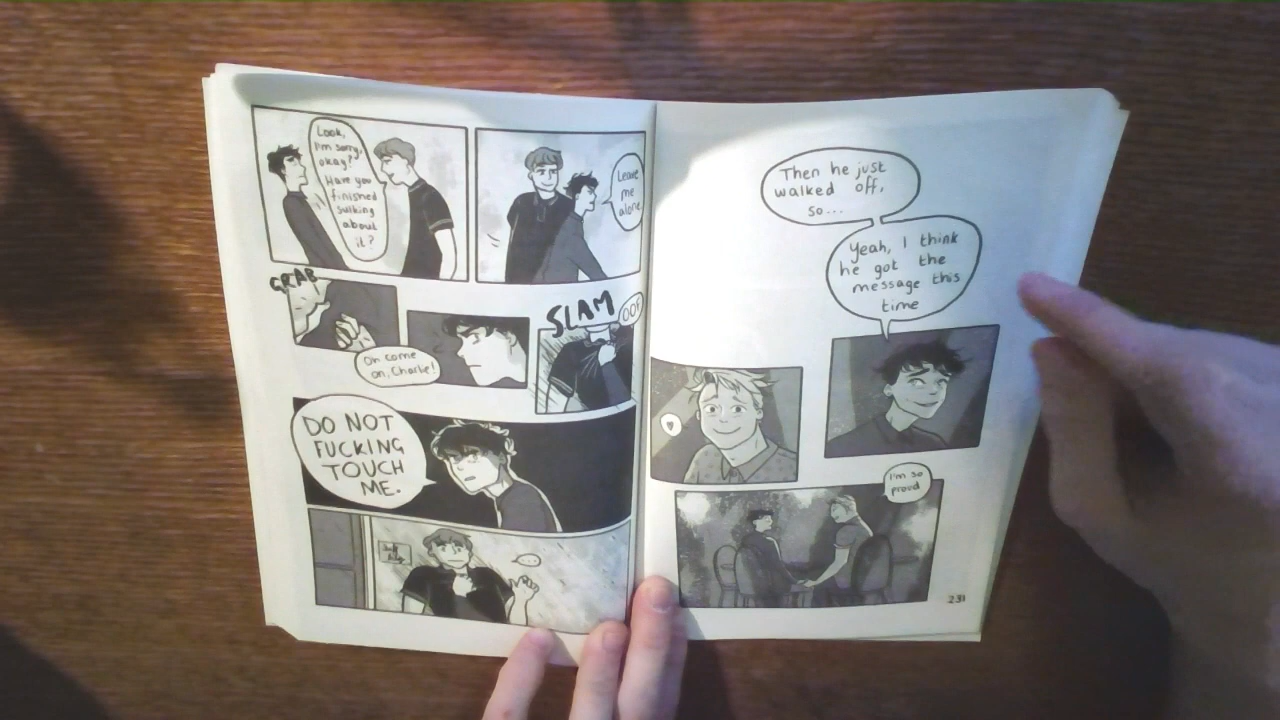 Look,
I'm sorry,
okay?
Have you
finished
sulking
about
it?
Leave
me
alone
GRAB
Oh come
on, Charlie!
SLAM
OOF
DO NOT
FUCKING
TOUCH
ME.
...
Then he just
walked off,
so...
Yeah, I think
he got the
message this
time
I'm so
proud
231